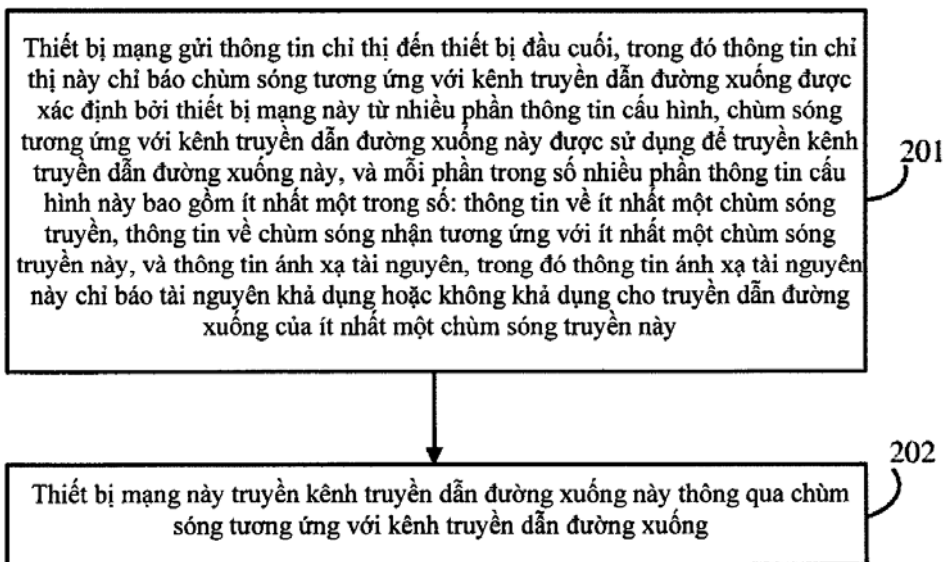 Thiết bị mạng gửi thông tin chỉ thị đến thiết bị đầu cuối, trong đó thông tin chỉ
thị này chỉ báo chùm sóng tương ứng với kênh truyền dẫn đường xuống được
xác định bởi thiết bị mạng này từ nhiều phần thông tin cấu hình, chùm sóng
tương ứng với kênh truyền dẫn đường xuống này được sử dụng để truyền kênh
truyền dẫn đường xuống này, và mỗi phần trong số nhiều phần thông tin cấu
hình này bao gồm ít nhất một trong số: thông tin về ít nhất một chùm sóng
truyền, thông tin về chùm sóng nhận tương ứng với ít nhất một chùm sóng
truyền này, và thông tin ánh xạ tài nguyên, trong đó thông tin ánh xạ tài nguyên
này chỉ báo tài nguyên khả dụng hoặc không khả dụng cho truyền dẫn đường
xuống của ít nhất một chùm sóng truyền này
201
202
Thiết bị mạng này truyền kênh truyền dẫn đường xuống này thông qua chùm
sóng tương ứng với kênh truyền dẫn đường xuống